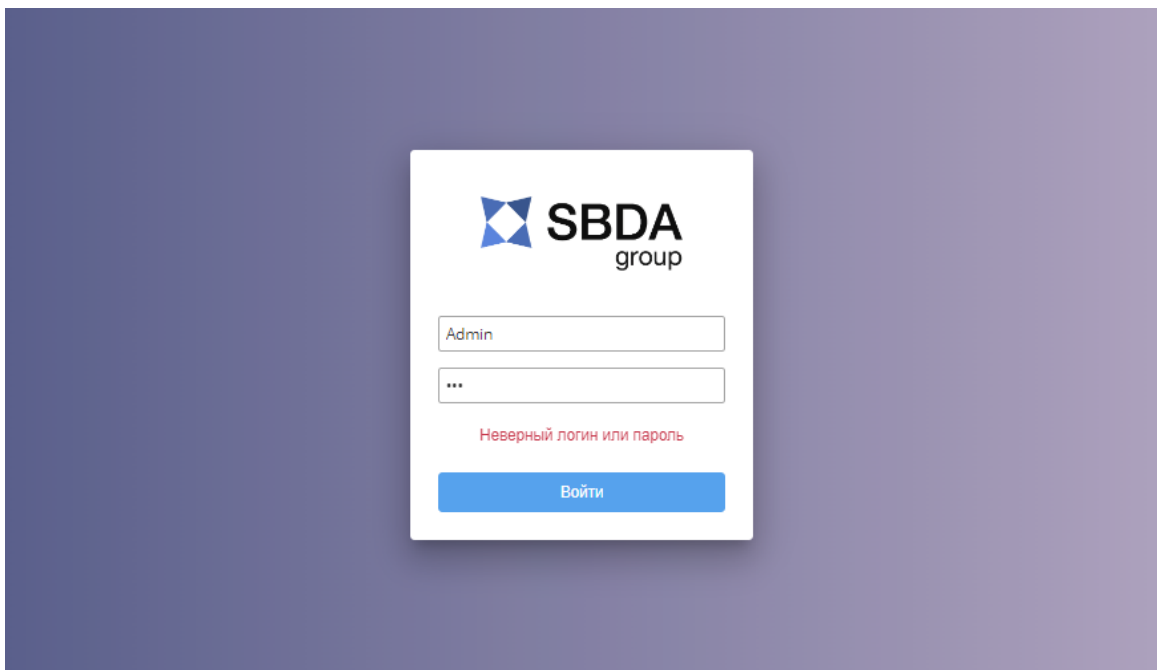 SBDA
group
Admin
•••
Неверный логин или пароль
Войти